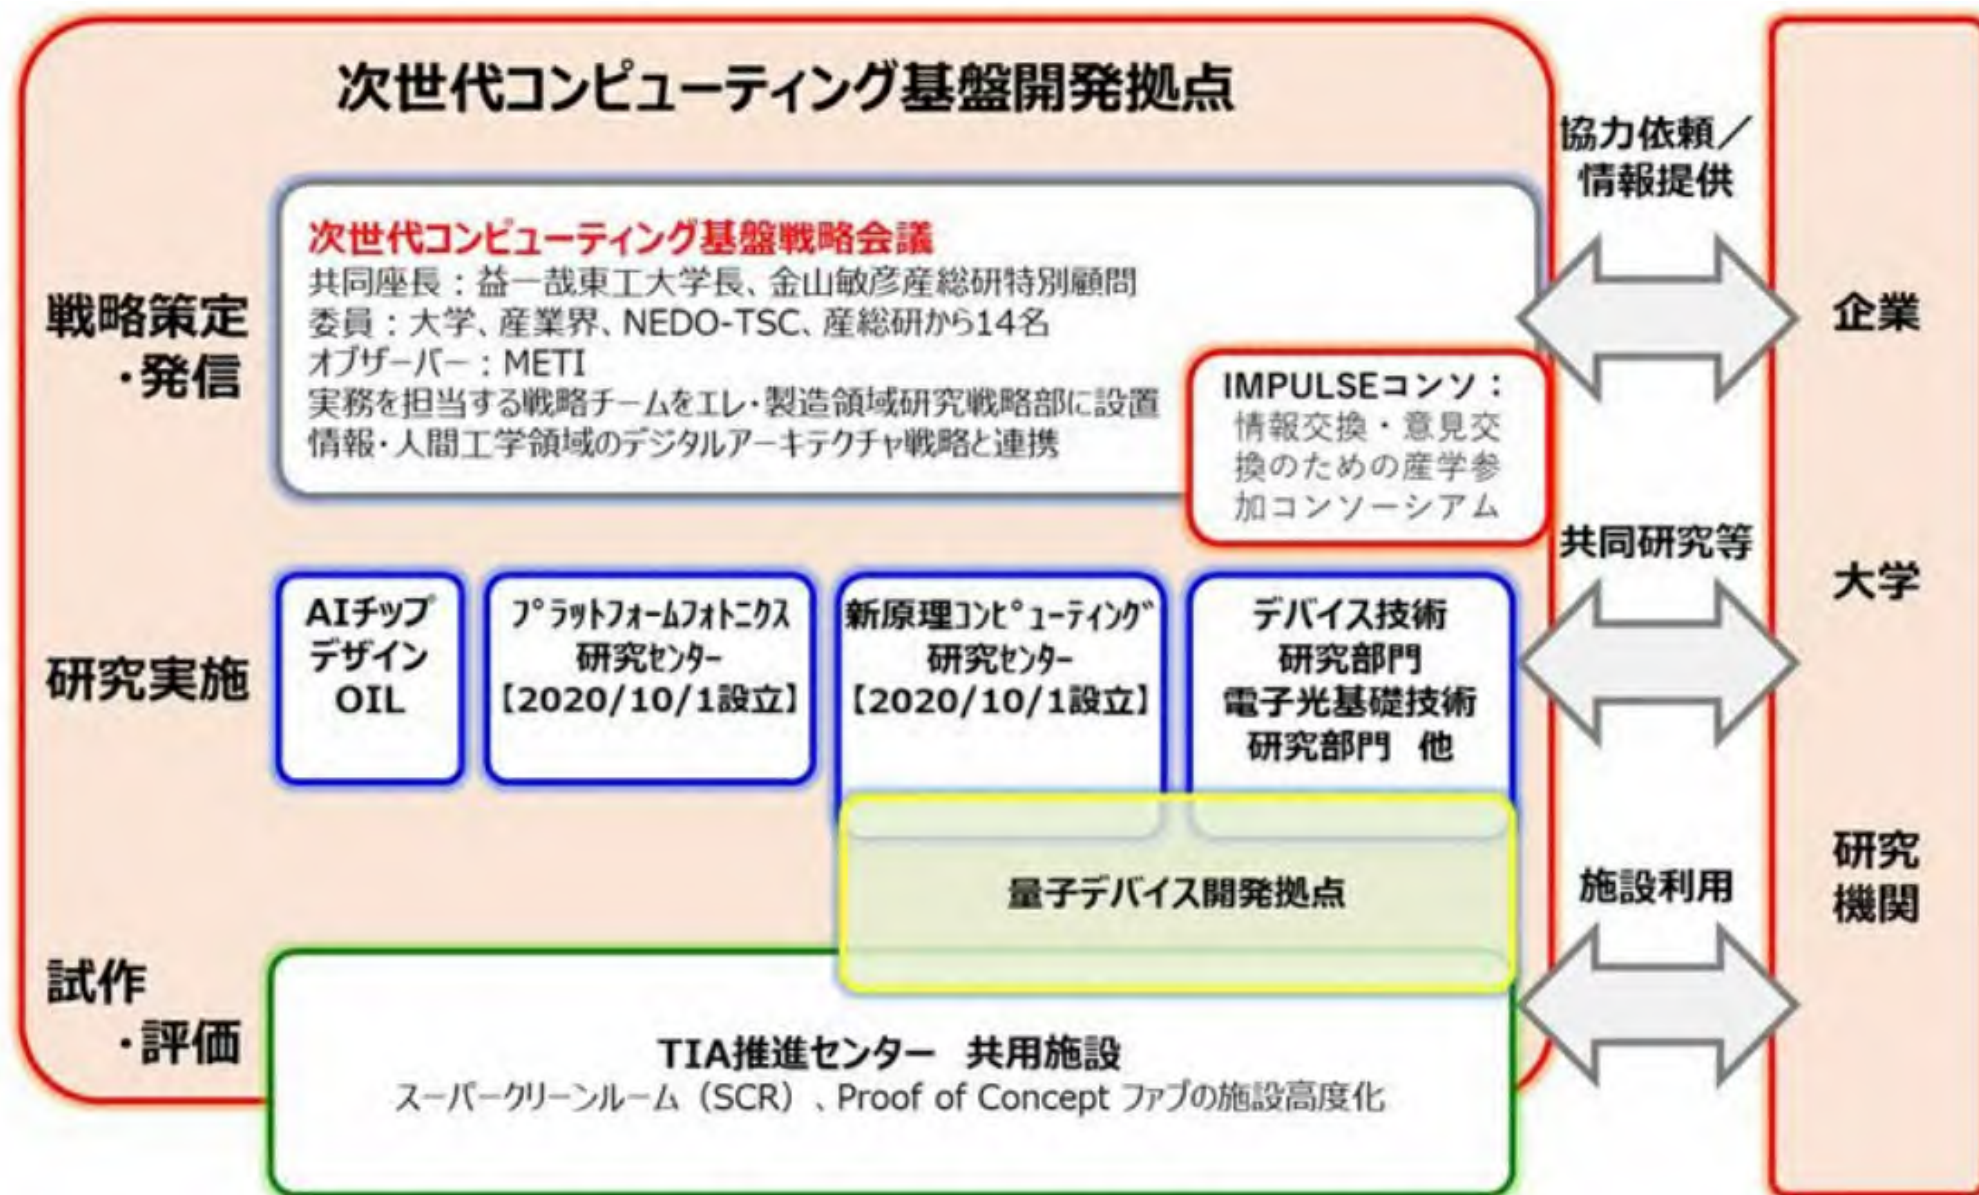 次世代コンピューティング基盤開発拠点
戦略策定
・発信
次世代コンピューティング基盤戦略会議
共同座長：益一哉東工大学長、金山敏彦産総研特別顧問
委員：大学、産業界、NEDO-TSC、産総研から14名
オブザーバー：METI
実務を担当する戦略チームをエレ・製造領域研究戦略部に設置
情報・人間工学領域のデジタルアーキテクチャ戦略と連携
IMPULSEコンソ：
情報交換・意見交
換のための産学参
加コンソーシアム
研究実施
AIチップ
デザイン
OIL
ﾌﾟﾗｯﾄﾌｫｰﾑﾌｫﾄﾆｸｽ
研究ｾﾝﾀｰ
【2020/10/1設立】
新原理ｺﾝﾋﾟｭｰﾃｨﾝｸﾞ
研究ｾﾝﾀｰ
【2020/10/1設立】
デバイス技術
研究部門
電子光基礎技術
研究部門 他
量子デバイス開発拠点
試作
・評価
TIA推進センター 共用施設
スーパークリーンルーム（SCR）、Proof of Concept ファブの施設高度化
協力依頼／
情報提供
共同研究等
施設利用
企業
大学
研究
機関